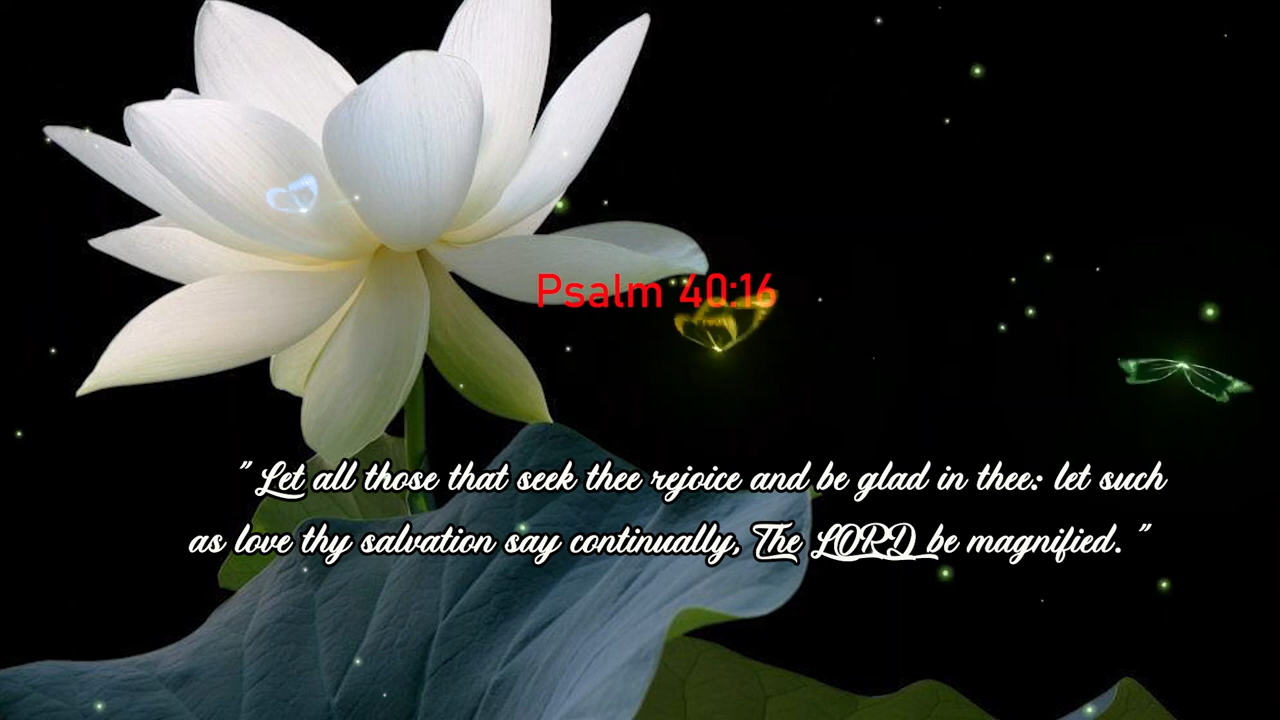 Psalm 40:16
" Let all those that seek thee rejoice and be glad in thee: let such
as love thy salvation say continually, The LORD be magnified. "